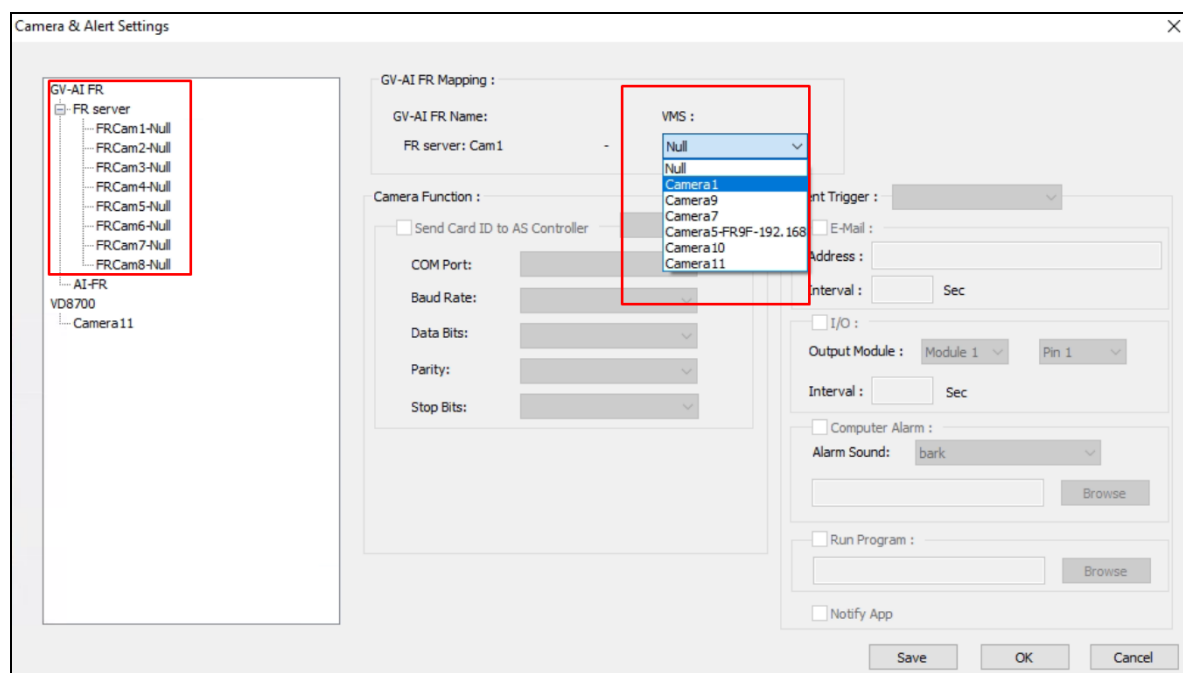 Camera & Alert Settings
GV-AI FR
FR server
FRCam1-Null
FRCam2-Null
FRCam3-Null
FRCam4-Null
FRCam5-Null
FRCam6-Null
FRCam7-Null
FRCam8-Null
AI-FR
VD8700
Camera11
GV-AI FR Mapping :
GV-AI FR Name:
VMS :
FR server: Cam1
-
Null
Null
Camera1
Camera9
Camera7
Camera5-FR9F-192.168
Camera10
Camera11
Camera Function :
Send Card ID to AS Controller
COM Port:
Baud Rate:
Data Bits:
Parity:
Stop Bits:
nt Trigger :
E-Mail :
Address :
Interval :
Sec
I/O :
Output Module :
Module 1
Pin 1
Interval :
Sec
Computer Alarm :
Alarm Sound:
bark
Browse
Run Program :
Browse
Notify App
Save
OK
Cancel